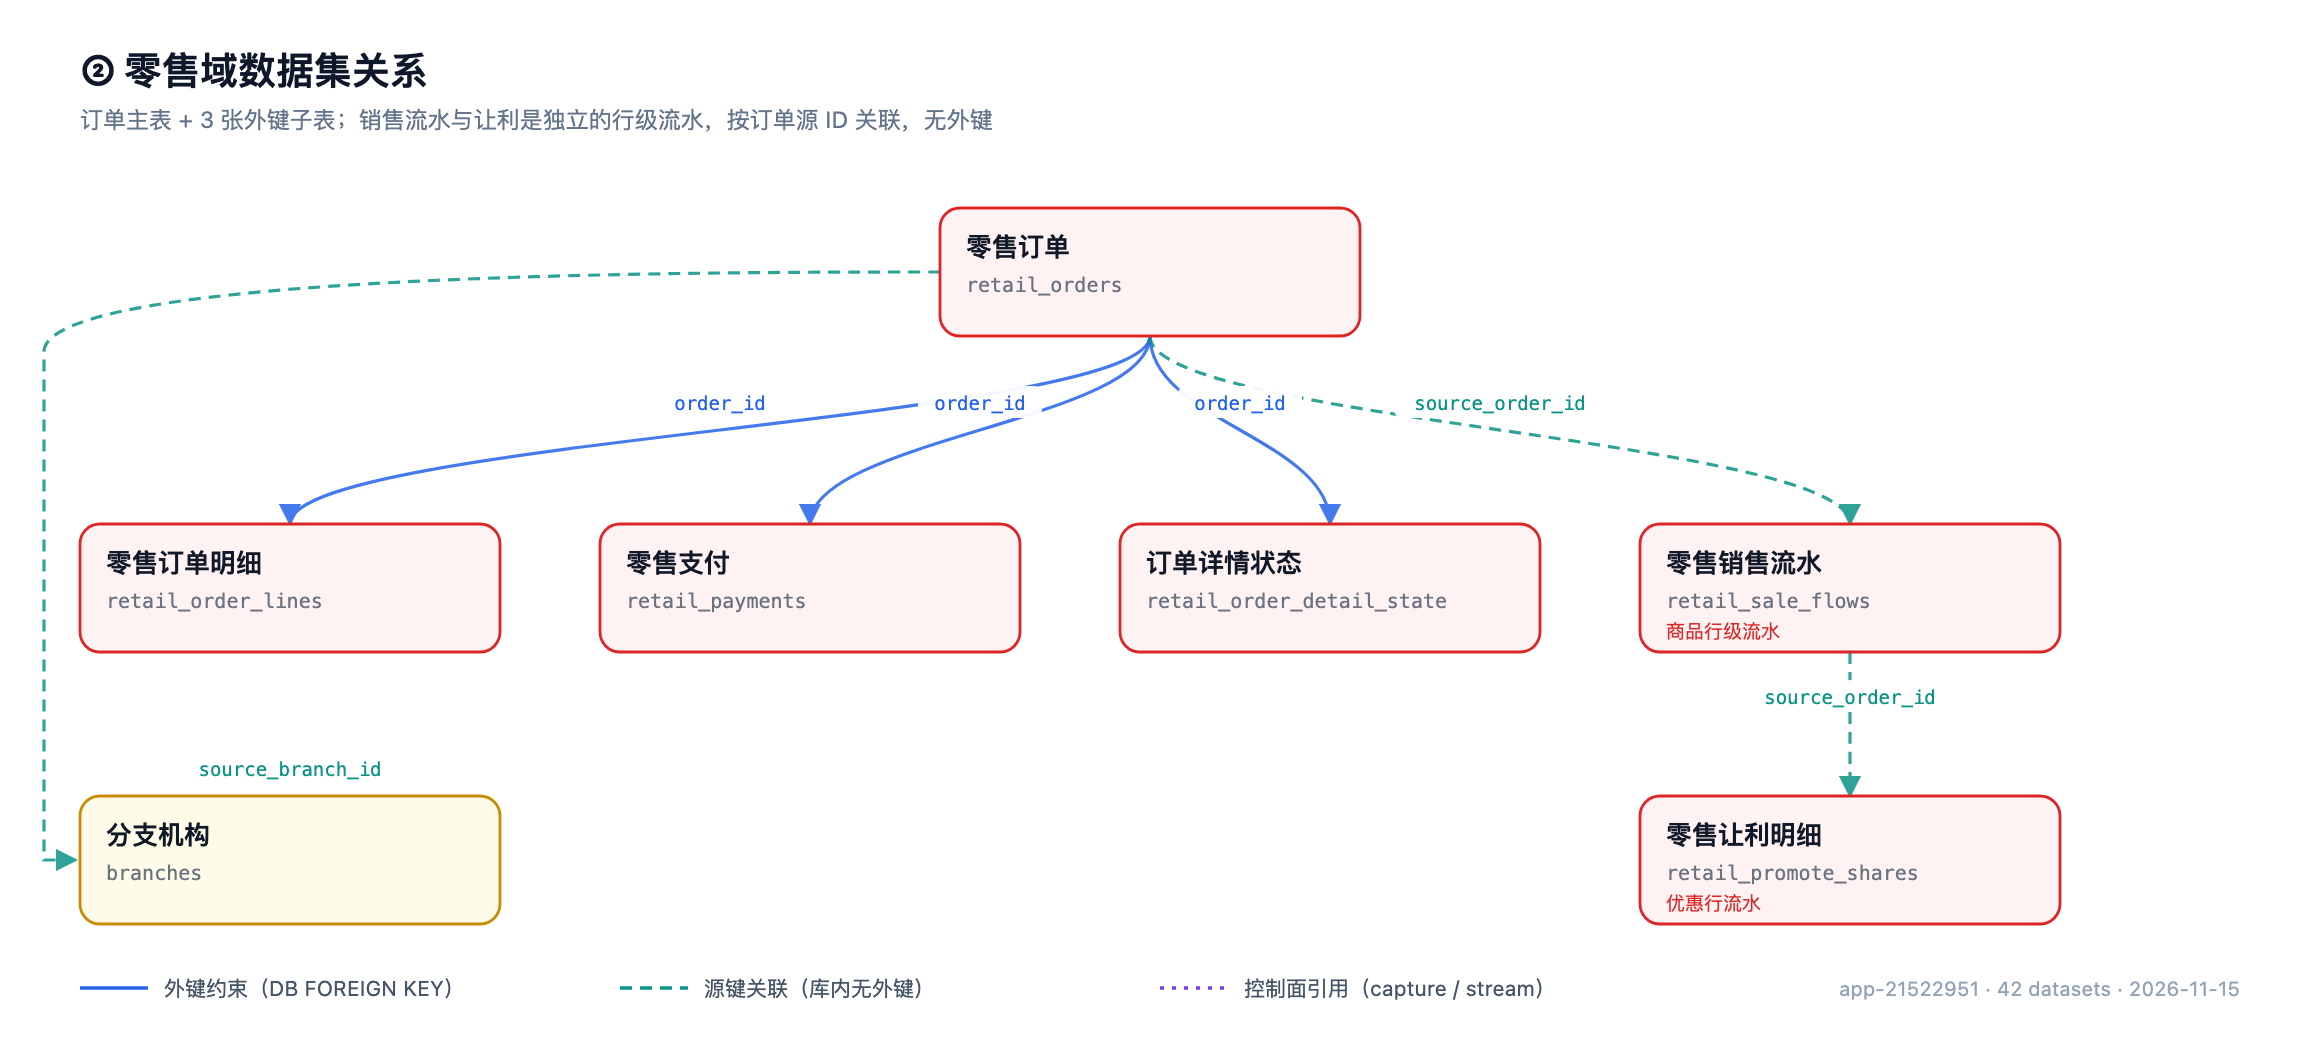 ② 零售域数据集关系
订单主表 + 3 张外键子表；销售流水与让利是独立的行级流水，按订单源 ID 关联，无外键
零售订单
retail_orders
order_id
order_id
order_id
source_order_id
零售订单明细
retail_order_lines
零售支付
retail_payments
订单详情状态
retail_order_detail_state
零售销售流水
retail_sale_flows
商品行级流水
source_order_id
source_branch_id
分支机构
branches
零售让利明细
retail_promote_shares
优惠行流水
外键约束（DB FOREIGN KEY）
源键关联（库内无外键）
控制面引用（capture / stream）
app-21522951 · 42 datasets · 2026-11-15